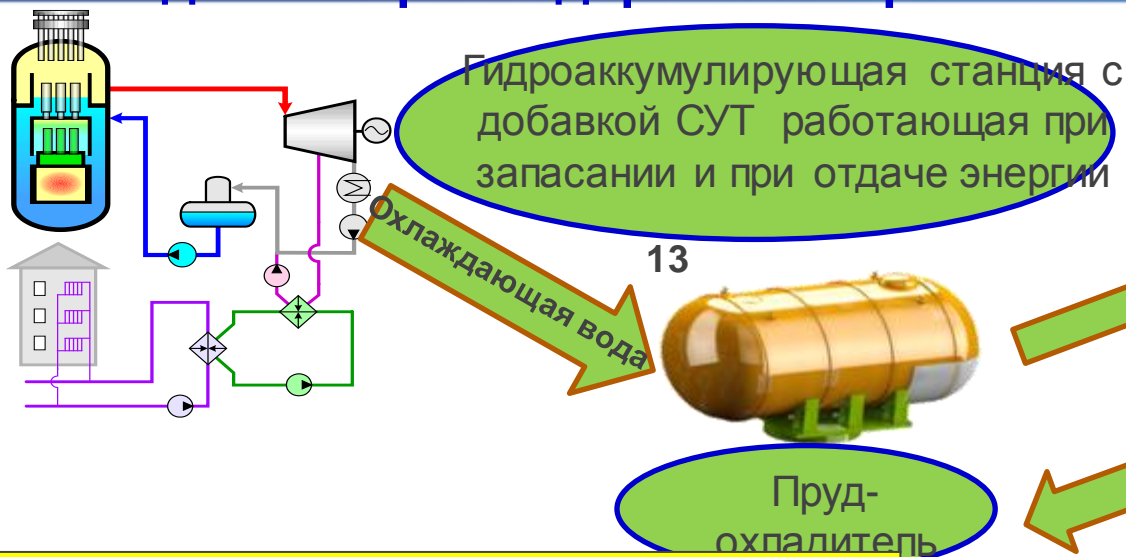 Гидроаккумулирующая станция с
добавкой СУТ работающая при
запасании и при отдаче энергии
Охлаждающая вода
13
Пруд-
охладитель